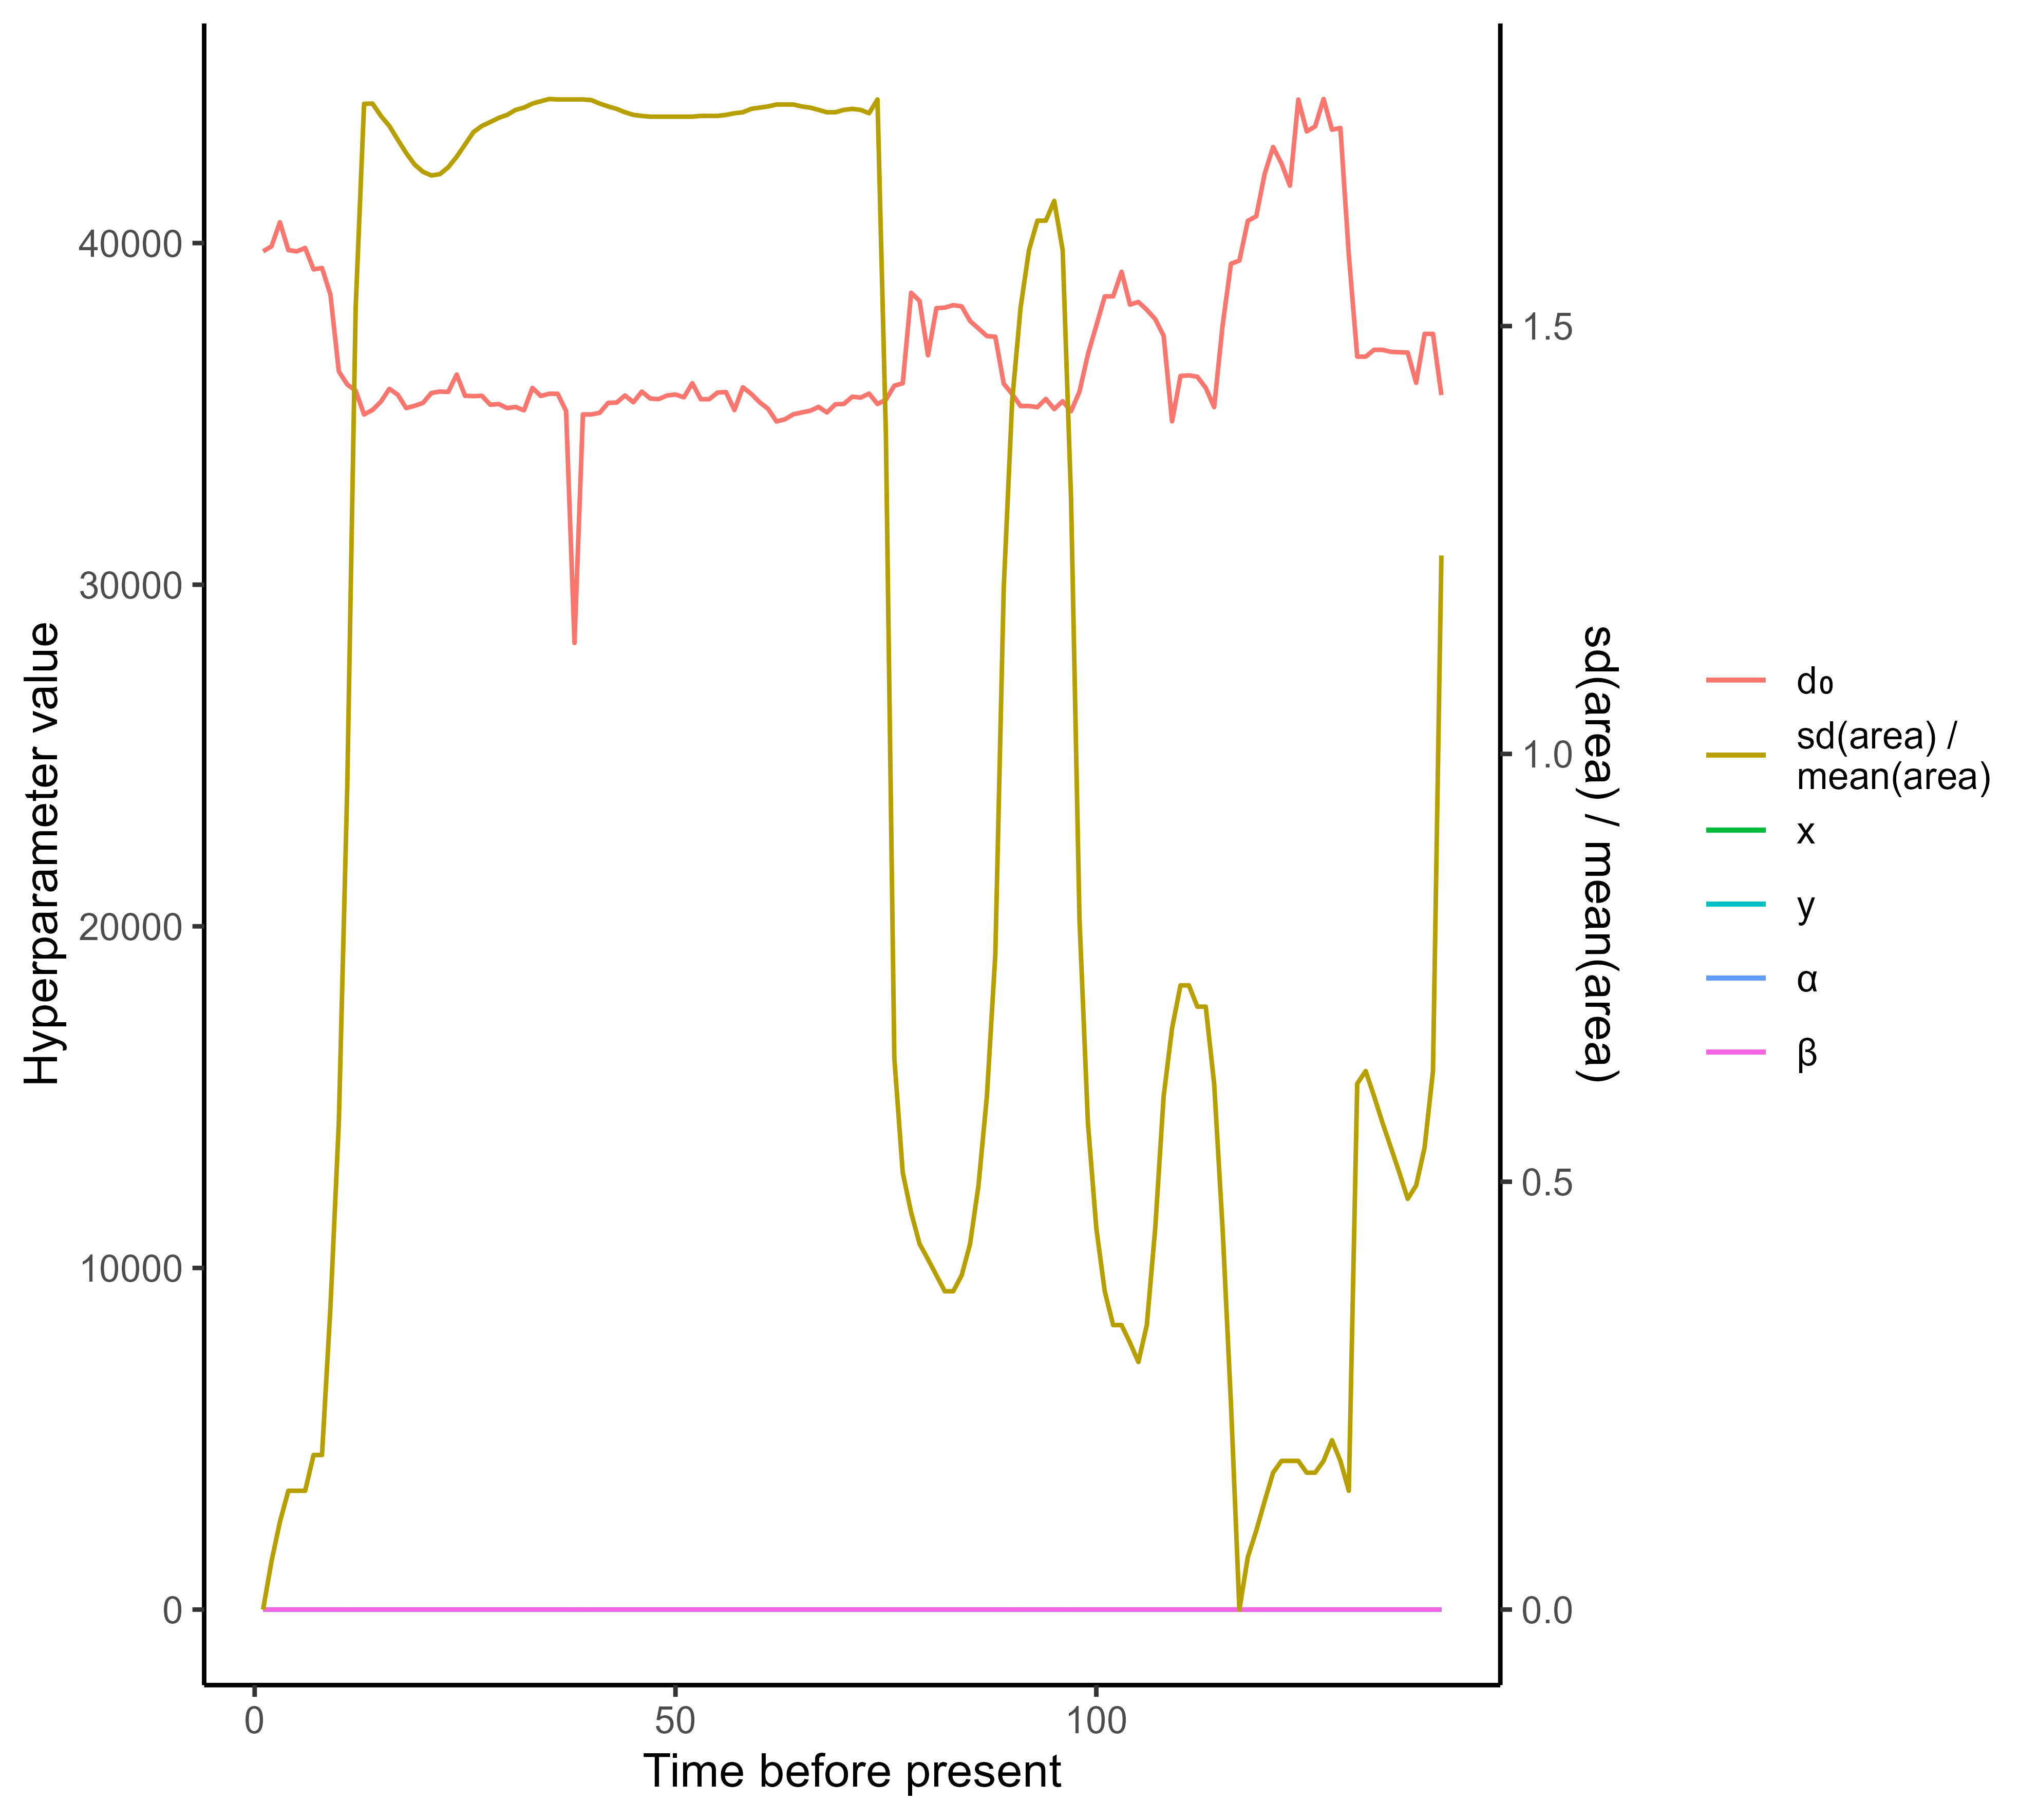 40000
30000
20000
10000
0
Hyperparameter value
0
50
100
Time before present
1.5
1.0
0.5
0.0
sd(area) / mean(area)
d₀
sd(area) /
mean(area)
x
y
α
β